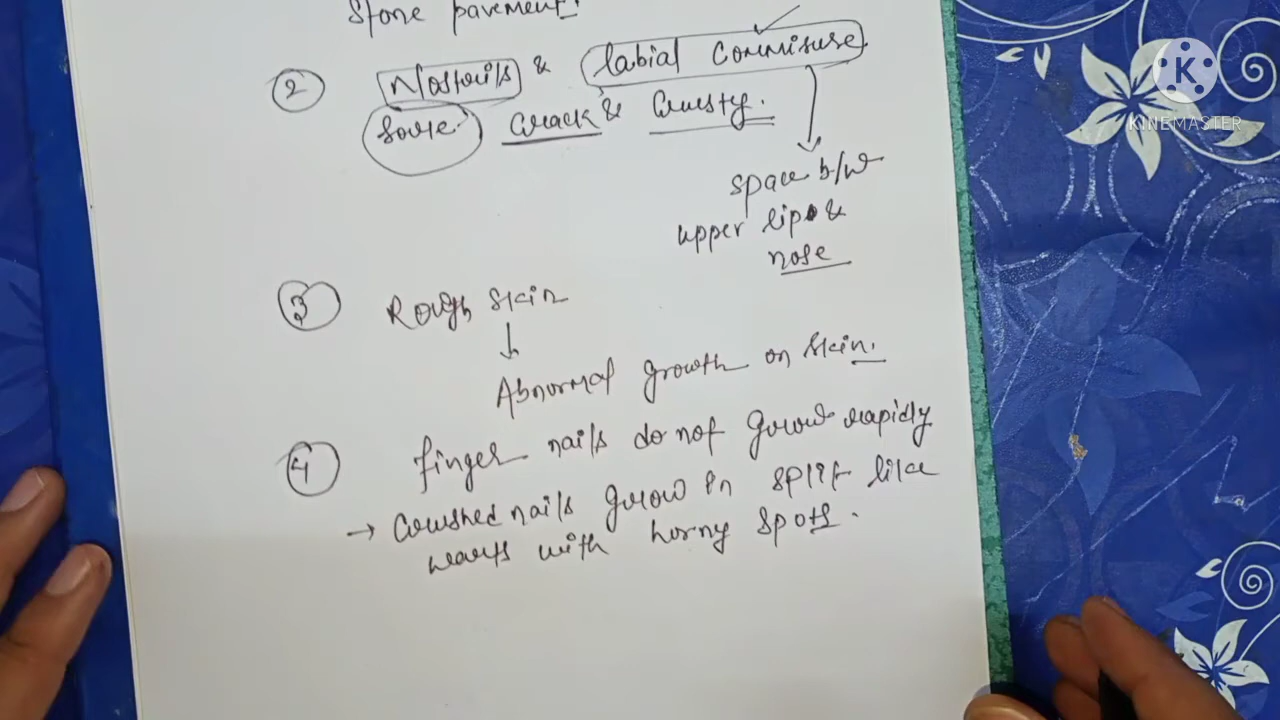 Stone pavement.
② Nostrils & labial commisure.
Sore crack & crusty.
space b/w
upper lip & 
nose
③ Rough skin
↓
Abnormal growth on skin.
④ finger nails do not grow rapidly
→ Crushed nails grow in split like
warts with horny spots.
K
KINEMASTER